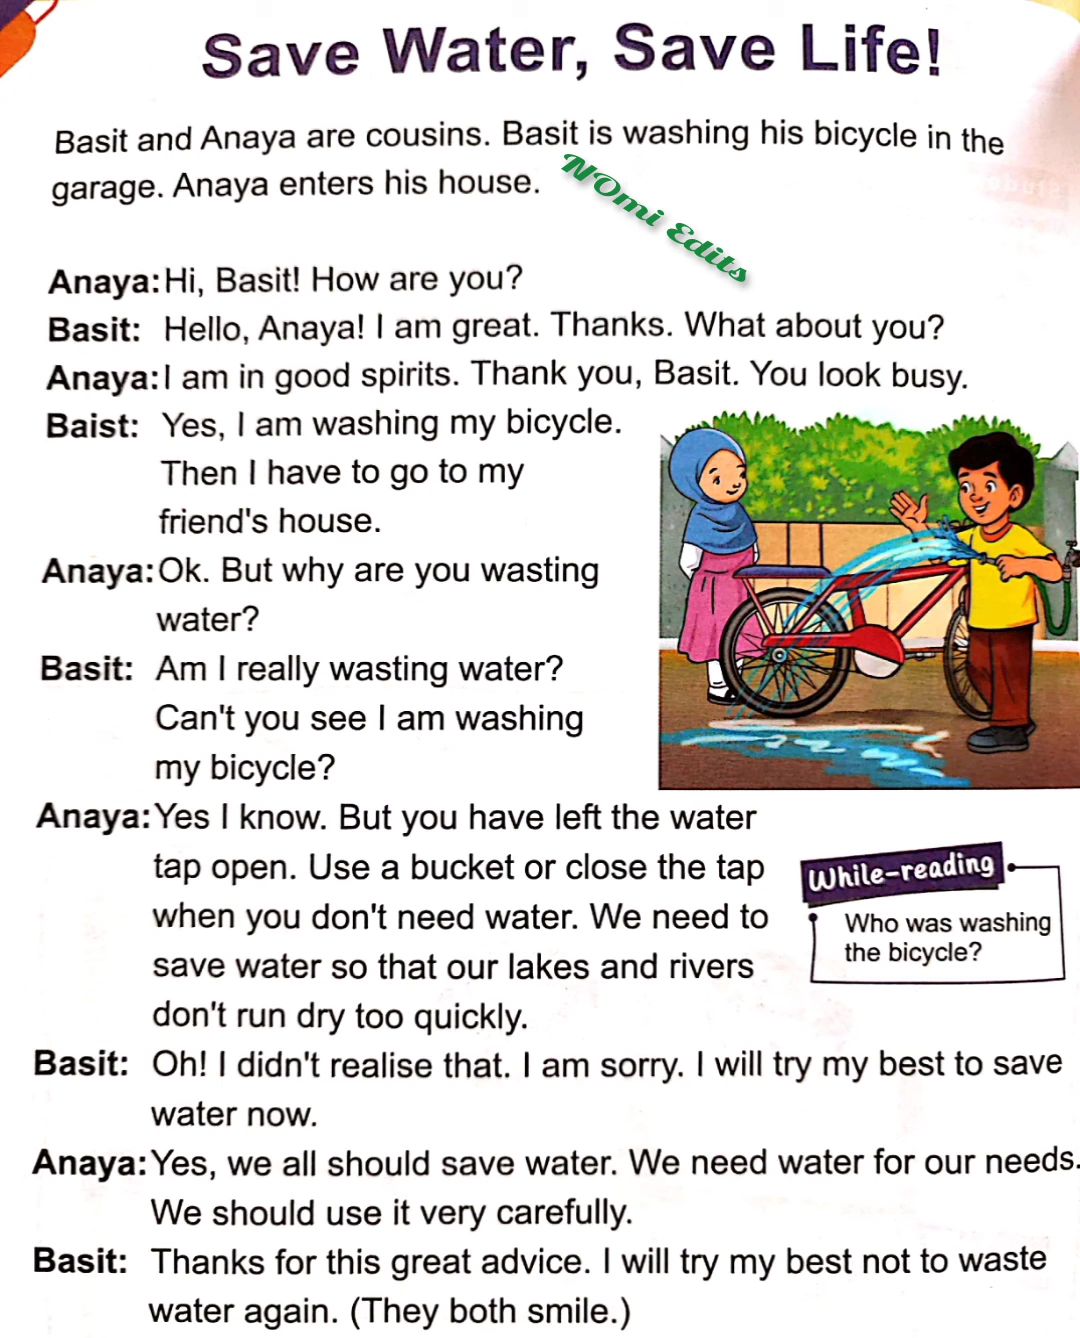 Save Water, Save Life!
Basit and Anaya are cousins. Basit is washing his bicycle in the
garage. Anaya enters his house.
NOmi Edits
Anaya: Hi, Basit! How are you?
Basit: Hello, Anaya! I am great. Thanks. What about you?
Anaya: I am in good spirits. Thank you, Basit. You look busy.
Baist: Yes, I am washing my bicycle.
Then I have to go to my
friend's house.
Anaya: Ok. But why are you wasting
water?
Basit: Am I really wasting water?
Can't you see I am washing
my bicycle?
Anaya: Yes I know. But you have left the water
tap open. Use a bucket or close the tap
when you don't need water. We need to
save water so that our lakes and rivers
don't run dry too quickly.
While-reading
Who was washing
the bicycle?
Basit: Oh! I didn't realise that. I am sorry. I will try my best to save
water now.
Anaya: Yes, we all should save water. We need water for our needs.
We should use it very carefully.
Basit: Thanks for this great advice. I will try my best not to waste
water again. (They both smile.)